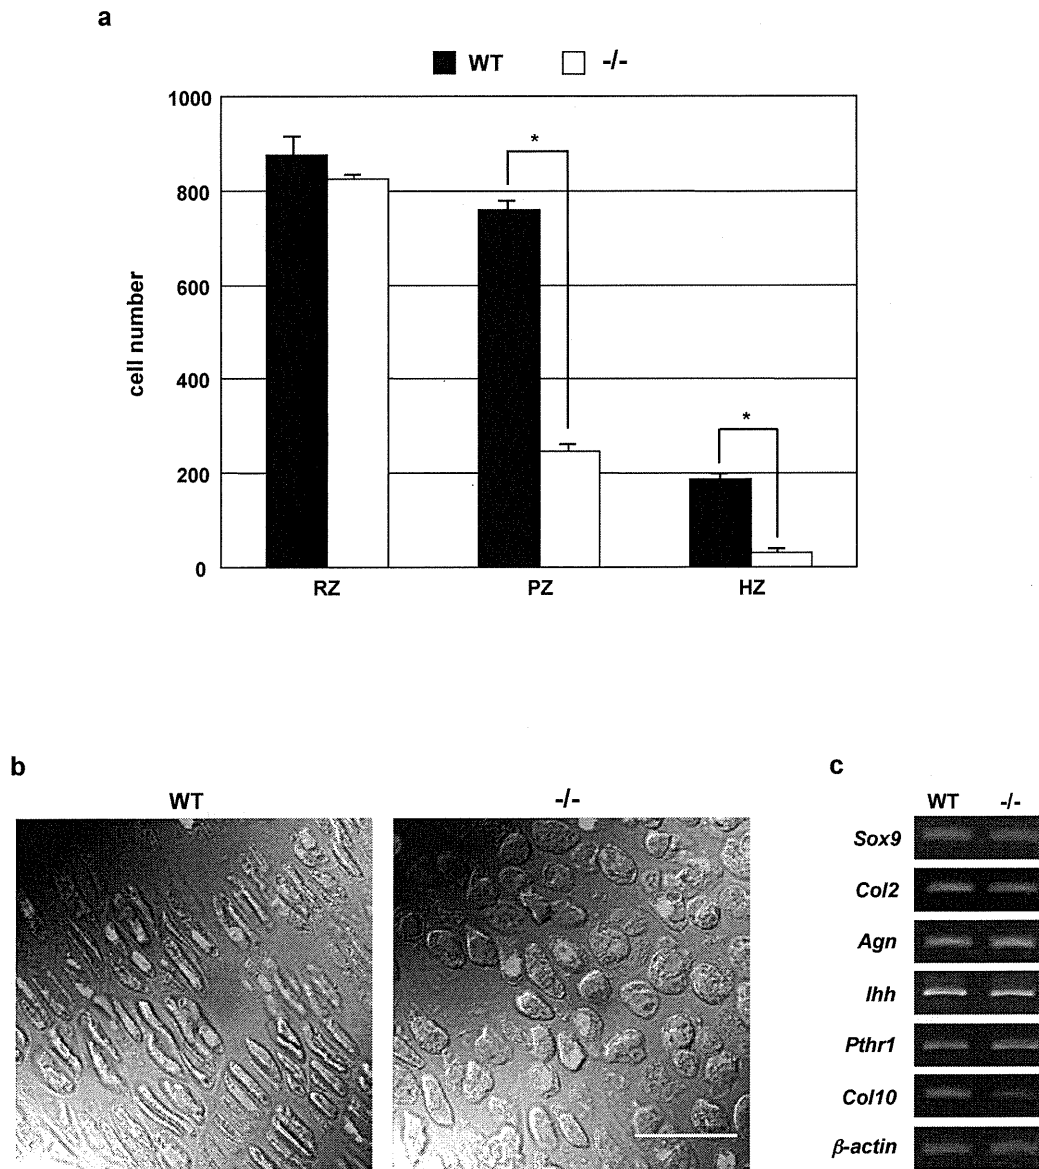 a
WT -/-
1000
800
600
400
200
0
cell number
*
*
RZ PZ HZ
b
WT -/-
c
WT -/-
Sox9
Col2
Agn
Ihh
Pthr1
Col10
β-actin